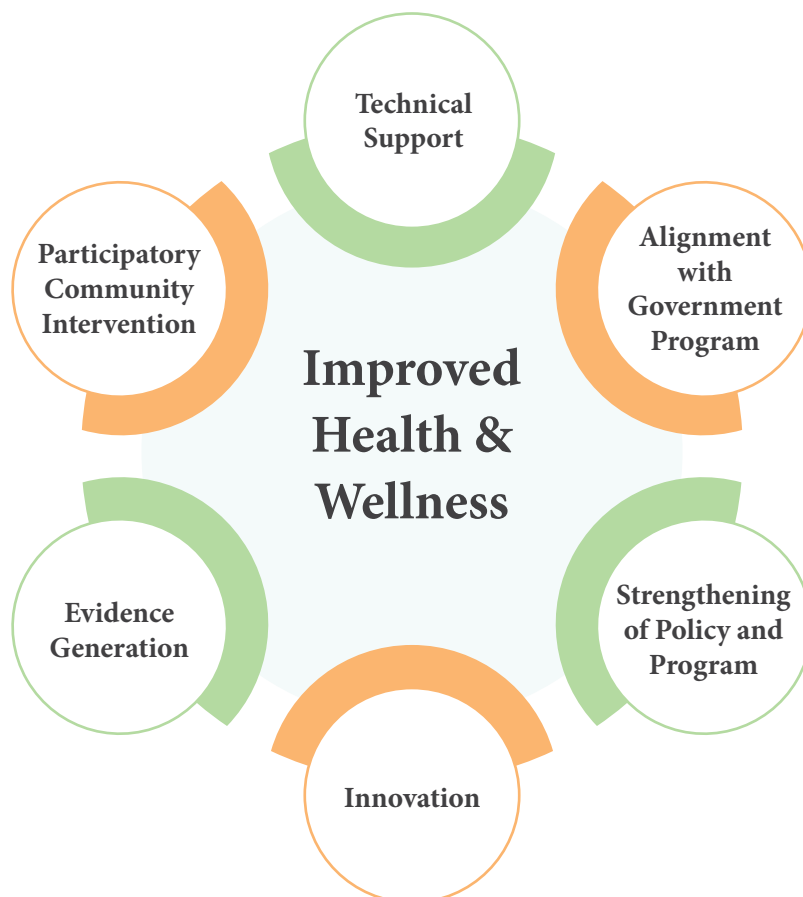 Technical
Support
Participatory
Community
Intervention
Alignment
with
Government
Program
Improved
Health &
Wellness
Evidence
Generation
Strengthening
of Policy and
Program
Innovation